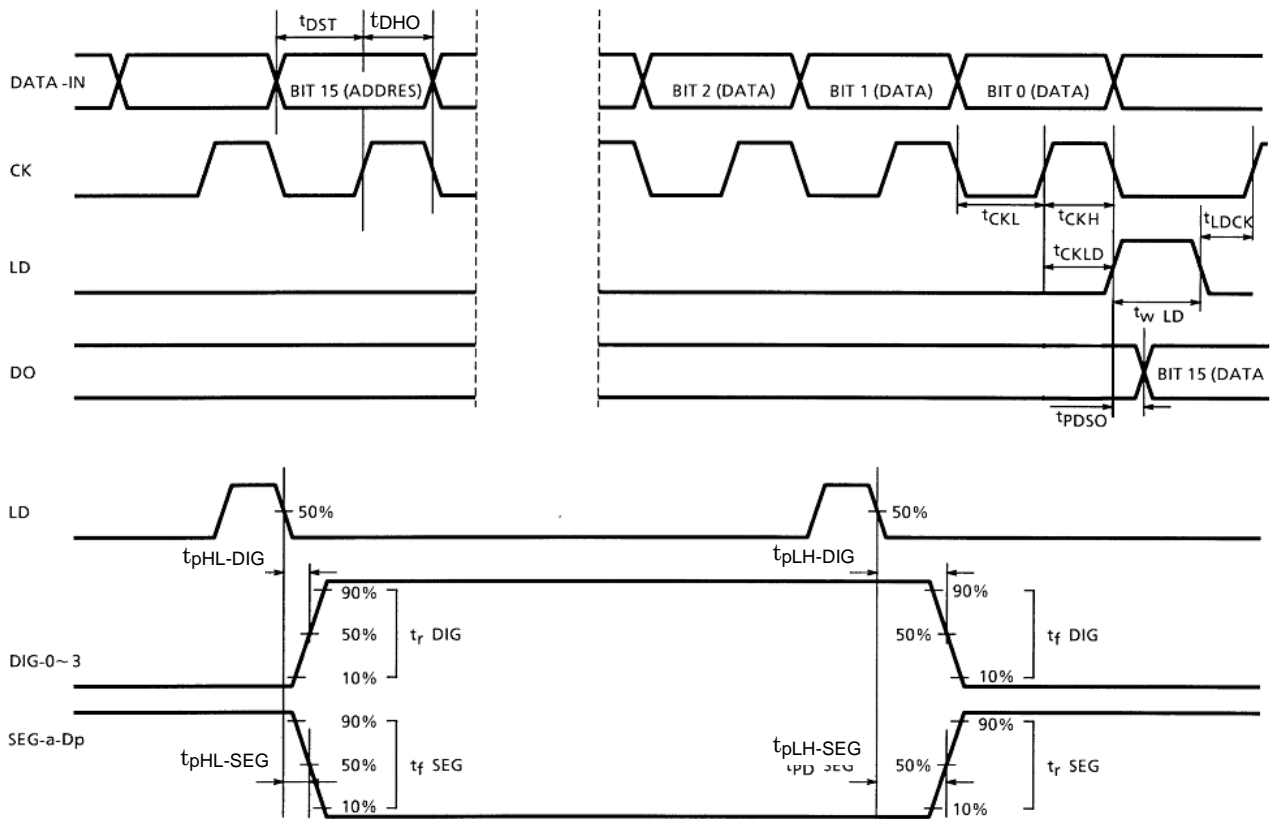 tDST tDHO
DATA-IN BIT 15 (ADDRES) BIT 2 (DATA) BIT 1 (DATA) BIT 0 (DATA)
CK
tCKL tCKH tLDCK
tCKLD
LD
tw LD
DO BIT 15 (DATA
tPDSO
LD 50% 50%
tpHL-DIG tpLH-DIG
90% 90%
tr DIG tf DIG
50% 50%
DIG-0~3
10% 10%
SEG-a-Dp 90% 90%
tpHL-SEG tpLH-SEG
50% tf SEG tPD SEG 50% tr SEG
10% 10%